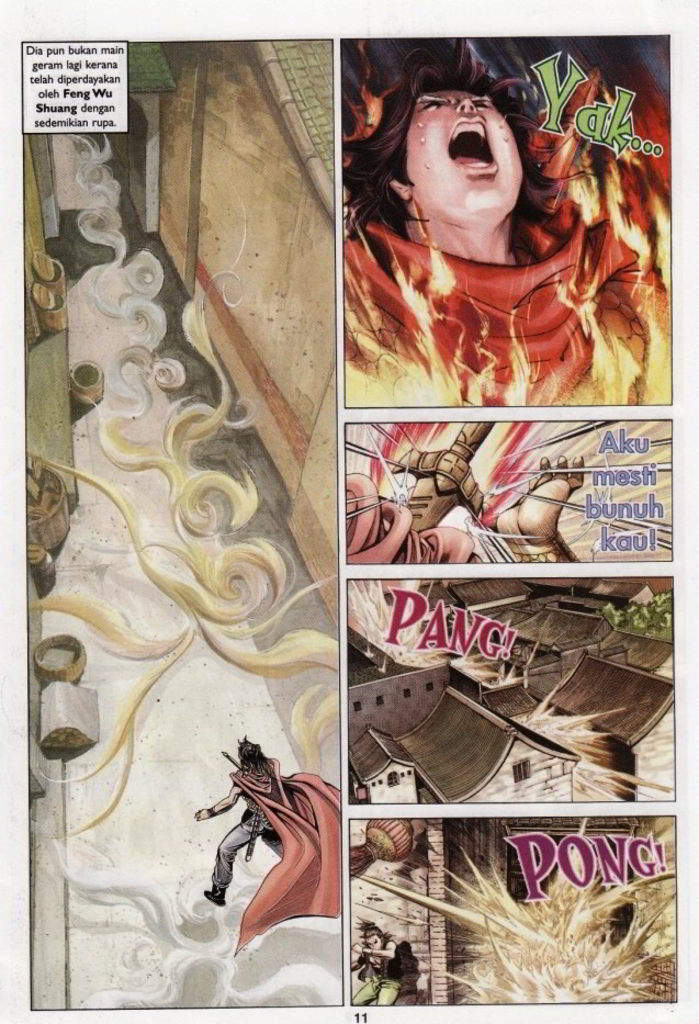 Dia pun bukan main
geram lagi kerana
telah diperdayakan
oleh Feng Wu
Shuang dengan
sedemikian rupa.
Yak...
Aku
mesti
bunuh
kau!
PANG!
PONG!
11